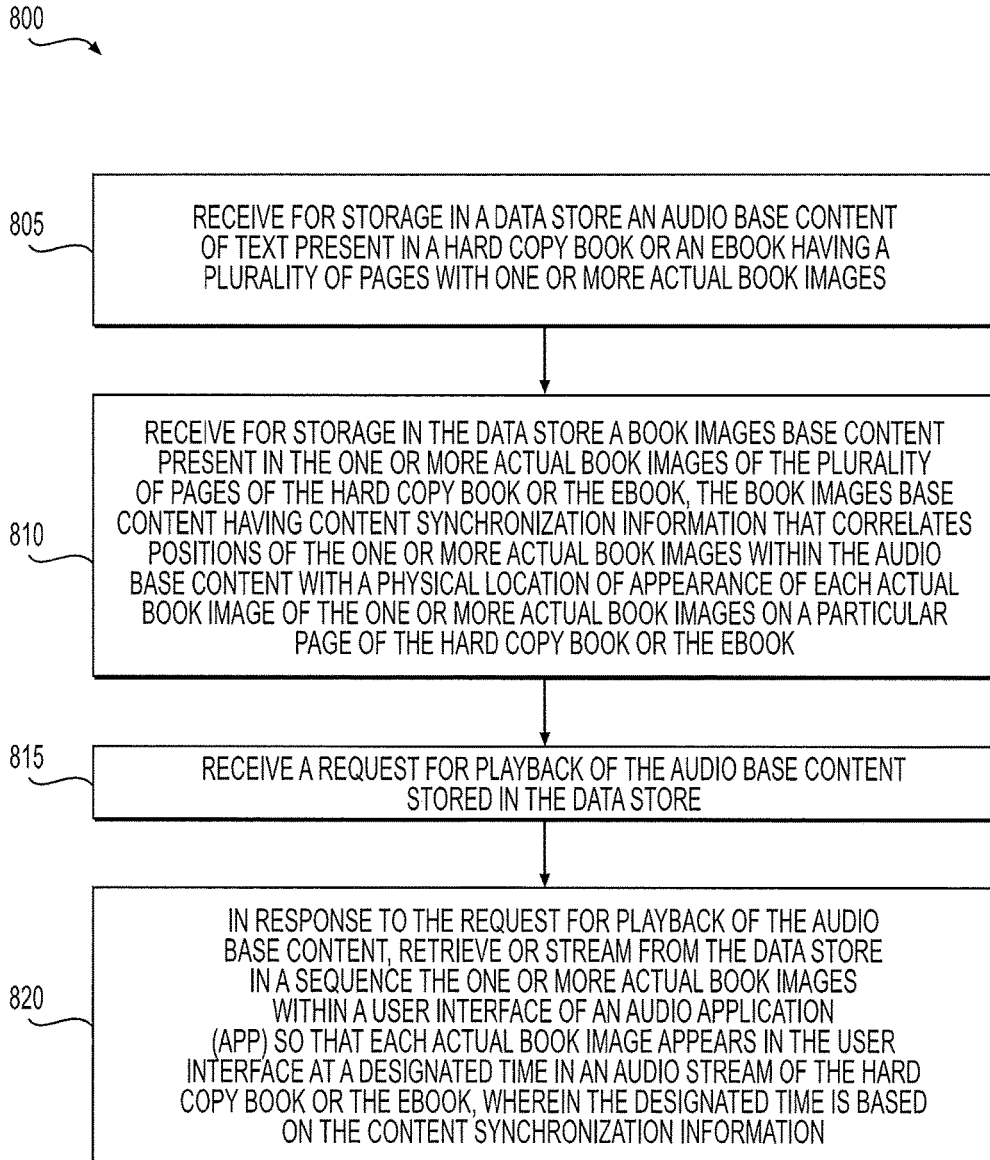 800
805
RECEIVE FOR STORAGE IN A DATA STORE AN AUDIO BASE CONTENT
OF TEXT PRESENT IN A HARD COPY BOOK OR AN EBOOK HAVING A
PLURALITY OF PAGES WITH ONE OR MORE ACTUAL BOOK IMAGES
810
RECEIVE FOR STORAGE IN THE DATA STORE A BOOK IMAGES BASE CONTENT
PRESENT IN THE ONE OR MORE ACTUAL BOOK IMAGES OF THE PLURALITY
OF PAGES OF THE HARD COPY BOOK OR THE EBOOK, THE BOOK IMAGES BASE
CONTENT HAVING CONTENT SYNCHRONIZATION INFORMATION THAT CORRELATES
POSITIONS OF THE ONE OR MORE ACTUAL BOOK IMAGES WITHIN THE AUDIO
BASE CONTENT WITH A PHYSICAL LOCATION OF APPEARANCE OF EACH ACTUAL
BOOK IMAGE OF THE ONE OR MORE ACTUAL BOOK IMAGES ON A PARTICULAR
PAGE OF THE HARD COPY BOOK OR THE EBOOK
815
RECEIVE A REQUEST FOR PLAYBACK OF THE AUDIO BASE CONTENT
STORED IN THE DATA STORE
820
IN RESPONSE TO THE REQUEST FOR PLAYBACK OF THE AUDIO
BASE CONTENT, RETRIEVE OR STREAM FROM THE DATA STORE
IN A SEQUENCE THE ONE OR MORE ACTUAL BOOK IMAGES
WITHIN A USER INTERFACE OF AN AUDIO APPLICATION
(APP) SO THAT EACH ACTUAL BOOK IMAGE APPEARS IN THE USER
INTERFACE AT A DESIGNATED TIME IN AN AUDIO STREAM OF THE HARD
COPY BOOK OR THE EBOOK, WHEREIN THE DESIGNATED TIME IS BASED
ON THE CONTENT SYNCHRONIZATION INFORMATION